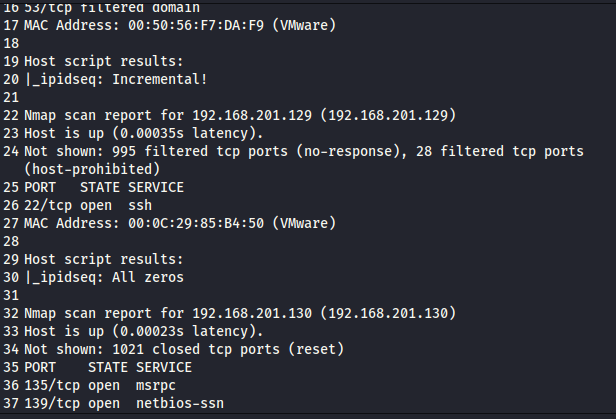 16 53/tcp filtered domain
17 MAC Address: 00:50:56:F7:DA:F9 (VMware)
18
19 Host script results:
20 |_ipidseq: Incremental!
21
22 Nmap scan report for 192.168.201.129 (192.168.201.129)
23 Host is up (0.00035s latency).
24 Not shown: 995 filtered tcp ports (no-response), 28 filtered tcp ports
(host-prohibited)
25 PORT   STATE SERVICE
26 22/tcp open  ssh
27 MAC Address: 00:0C:29:85:B4:50 (VMware)
28
29 Host script results:
30 |_ipidseq: All zeros
31
32 Nmap scan report for 192.168.201.130 (192.168.201.130)
33 Host is up (0.00023s latency).
34 Not shown: 1021 closed tcp ports (reset)
35 PORT    STATE SERVICE
36 135/tcp open  msrpc
37 139/tcp open  netbios-ssn